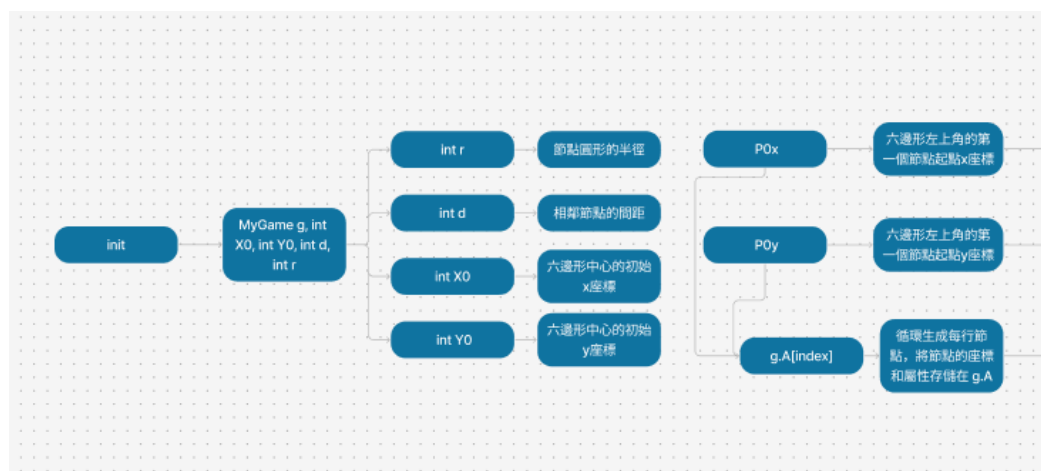 init
MyGame g, int
X0, int Y0, int d,
int r
int r
節點圓形的半徑
int d
相鄰節點的間距
int X0
六邊形中心的初始
x座標
int Y0
六邊形中心的初始
y座標
P0x
六邊形左上角的第
一個節點起點x座標
P0y
六邊形左上角的第
一個節點起點y座標
g.A[index]
循環生成每行節
點，將節點的座標
和屬性存儲在 g.A